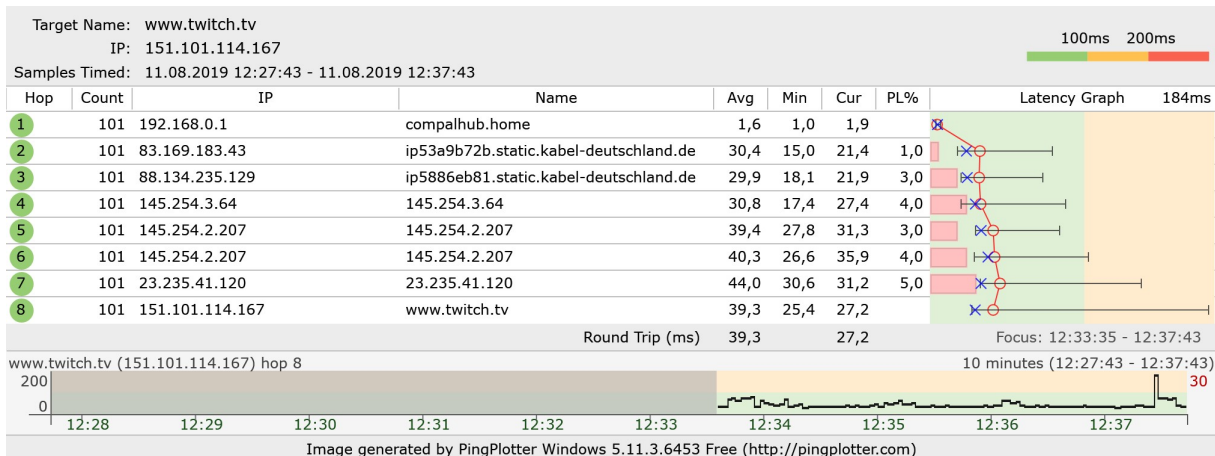 Target Name: www.twitch.tv
IP: 151.101.114.167
100ms 200ms
Samples Timed: 11.08.2019 12:27:43 - 11.08.2019 12:37:43
Hop Count IP Name Avg Min Cur PL% Latency Graph 184ms
1 101 192.168.0.1 compalhub.home 1,6 1,0 1,9
2 101 83.169.183.43 ip53a9b72b.static.kabel-deutschland.de 30,4 15,0 21,4 1,0
3 101 88.134.235.129 ip5886eb81.static.kabel-deutschland.de 29,9 18,1 21,9 3,0
4 101 145.254.3.64 145.254.3.64 30,8 17,4 27,4 4,0
5 101 145.254.2.207 145.254.2.207 39,4 27,8 31,3 3,0
6 101 145.254.2.207 145.254.2.207 40,3 26,6 35,9 4,0
7 101 23.235.41.120 23.235.41.120 44,0 30,6 31,2 5,0
8 101 151.101.114.167 www.twitch.tv 39,3 25,4 27,2
Round Trip (ms) 39,3 27,2 Focus: 12:33:35 - 12:37:43
www.twitch.tv (151.101.114.167) hop 8 10 minutes (12:27:43 - 12:37:43)
200 30
0
12:28 12:29 12:30 12:31 12:32 12:33 12:34 12:35 12:36 12:37
Image generated by PingPlotter Windows 5.11.3.6453 Free (http://pingplotter.com)